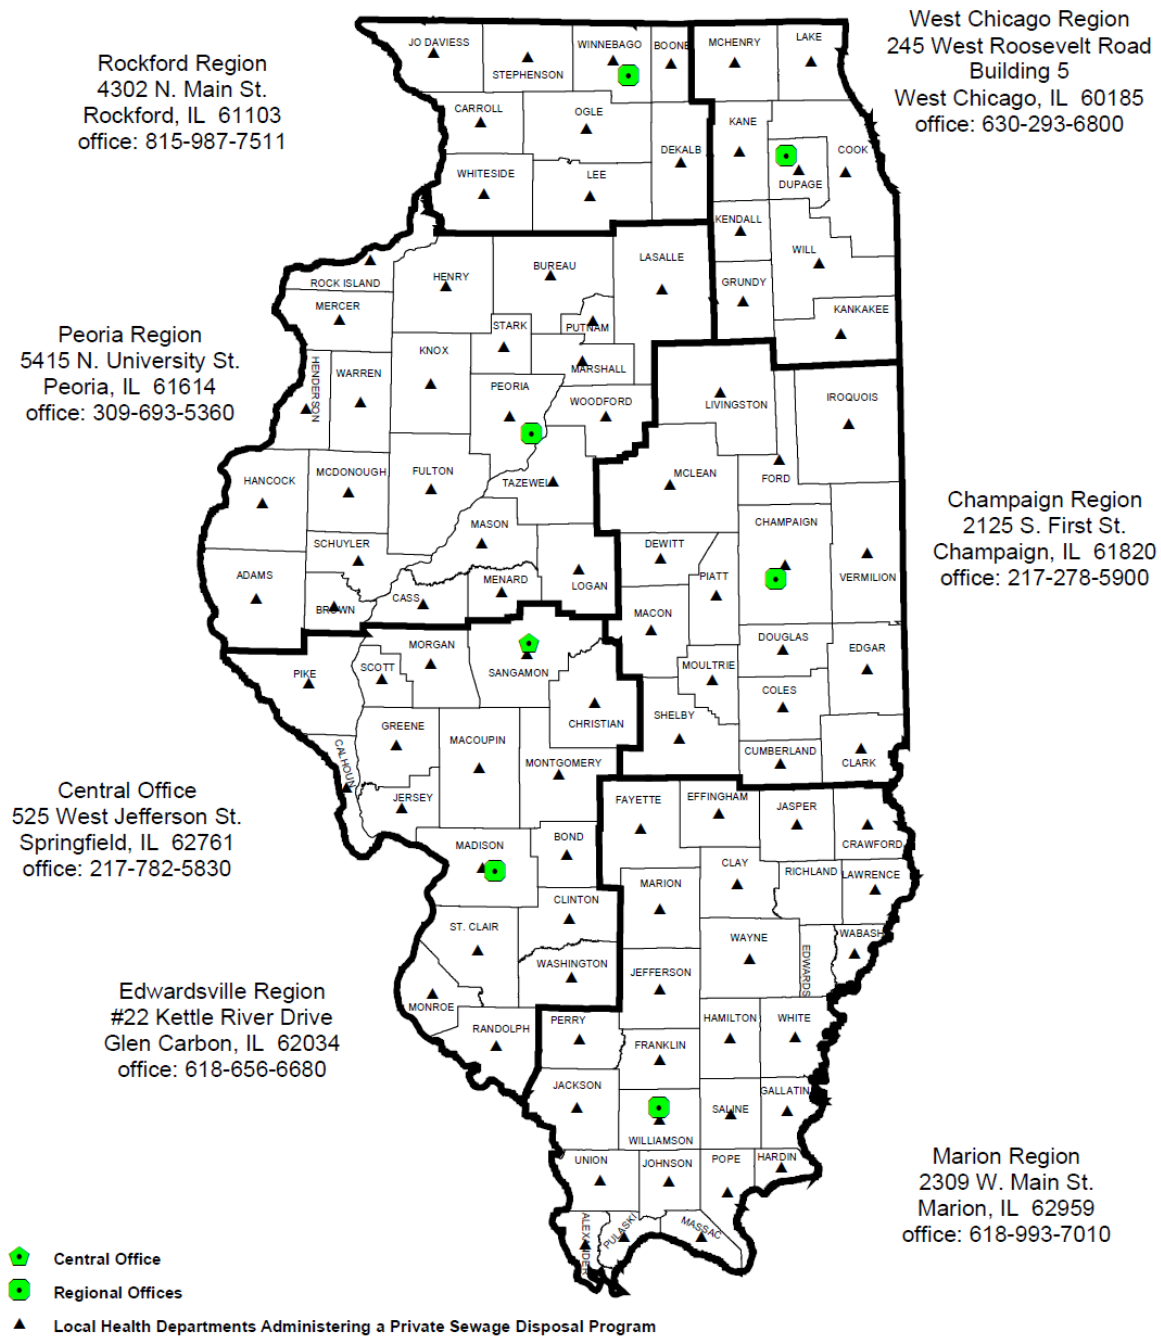 West Chicago Region
245 West Roosevelt Road
Building 5
West Chicago, IL 60185
office: 630-293-6800
Rockford Region
4302 N. Main St.
Rockford, IL 61103
office: 815-987-7511
JO DAVIESS
STEPHENSON
WINNEBAGO
BOONE
MCHENRY
LAKE
CARROLL
OGLE
KANE
DEKALB
COOK
DUPAGE
WHITESIDE
LEE
KENDALL
WILL
GRUNDY
KANKAKEE
ROCK ISLAND
HENRY
BUREAU
LASALLE
MERCER
STARK
PUTNAM
Peoria Region
5415 N. University St.
Peoria, IL 61614
office: 309-693-5360
HENDERSON
WARREN
KNOX
PEORIA
MARSHALL
WOODFORD
LIVINGSTON
IROQUOIS
HANCOCK
MCDONOUGH
FULTON
TAZEWELL
MCLEAN
FORD
Champaign Region
2125 S. First St.
Champaign, IL 61820
office: 217-278-5900
MASON
CHAMPAIGN
SCHUYLER
DEWITT
PIATT
VERMILION
ADAMS
BROWN
CASS
MENARD
LOGAN
MACON
MORGAN
SCOTT
SANGAMON
PIKE
DOUGLAS
EDGAR
MOULTRIE
COLES
CHRISTIAN
SHELBY
GREENE
MACOUPIN
MONTGOMERY
CUMBERLAND
CLARK
CALHOUN
JERSEY
Central Office
525 West Jefferson St.
Springfield, IL 62761
office: 217-782-5830
FAYETTE
EFFINGHAM
JASPER
CRAWFORD
MADISON
BOND
CLAY
RICHLAND
LAWRENCE
MARION
CLINTON
ST. CLAIR
WAYNE
EDWARDS
WABASH
WASHINGTON
JEFFERSON
MONROE
RANDOLPH
PERRY
HAMILTON
WHITE
FRANKLIN
Edwardsville Region
#22 Kettle River Drive
Glen Carbon, IL 62034
office: 618-656-6680
JACKSON
WILLIAMSON
SALINE
GALLATIN
UNION
JOHNSON
POPE
HARDIN
ALEXANDER
PULASKI
MASSAC
Marion Region
2309 W. Main St.
Marion, IL 62959
office: 618-993-7010
Central Office
Regional Offices
Local Health Departments Administering a Private Sewage Disposal Program